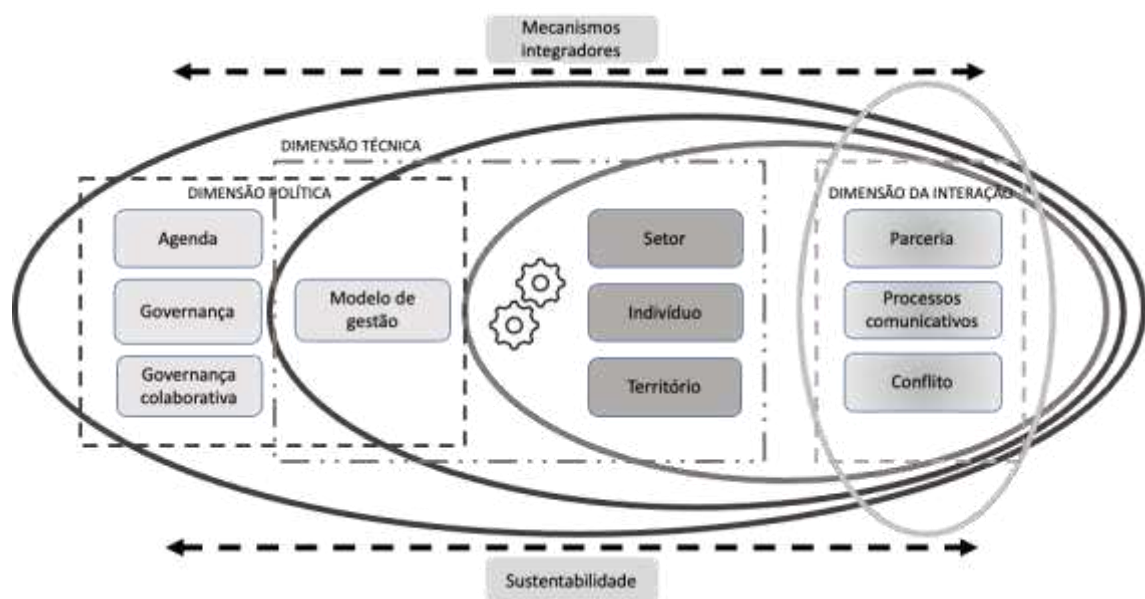 Mecanismos
integradores
DIMENSÃO TÉCNICA
DIMENSÃO POLÍTICA
DIMENSÃO DA INTERAÇÃO
Agenda
Governança
Governança
colaborativa
Modelo de
gestão
Setor
Indivíduo
Território
Parceria
Processos
comunicativos
Conflito
Sustentabilidade